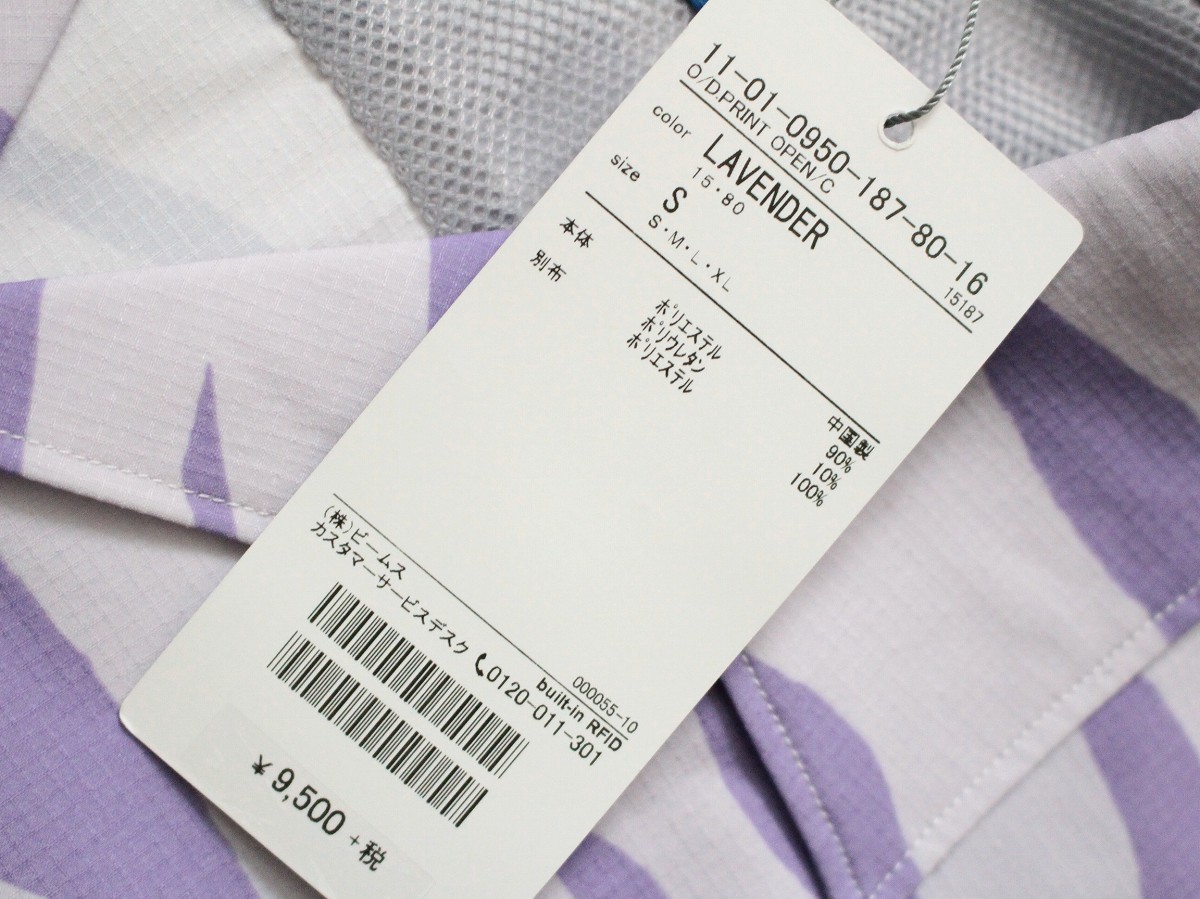 11-01-0950-187-80-16
O/D.PRINT OPEN/C 15187
color LAVENDER
15・80
size S
S・M・L・XL
中国製
本体 ポリエステル 90%
ポリウレタン 10%
別布 ポリエステル 100%
000055-10
(株)ビームス built-in RFID
カスタマーサービスデスク 0120-011-301
¥9,500+税